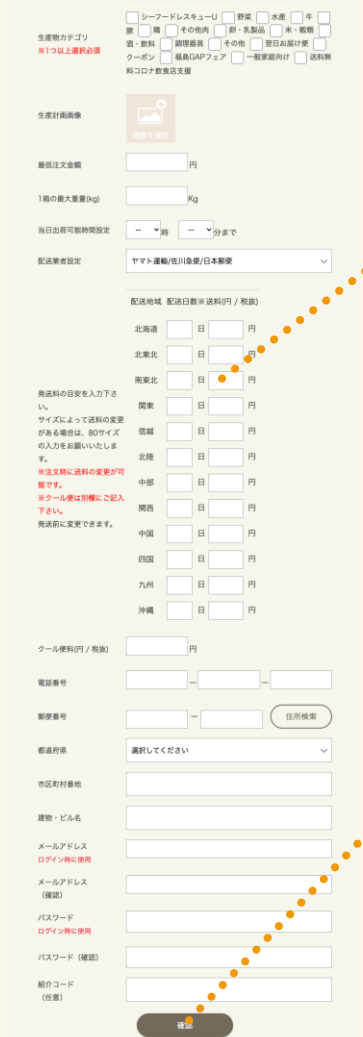 シーフードレスキューU 野菜 水産 牛
生産物カテゴリ
※1つ以上選択必須
豚 鶏 その他肉 卵・乳製品 米・穀類
酒・飲料 調理器具 その他 翌日お届け便
クーポン 福島GAPフェア 一般家庭向け 送料無
料コロナ飲食店支援
生産計画画像
画像を選択
最低注文金額 円
1箱の最大重量(kg) Kg
当日出荷可能時間設定 -- 時 -- 分まで
配送業者設定 ヤマト運輸/佐川急便/日本郵便
配送地域 配送日数※送料(円 / 税抜)
北海道 日 円
北東北 日 円
南東北 日 円
関東 日 円
信越 日 円
北陸 日 円
中部 日 円
関西 日 円
中国 日 円
四国 日 円
九州 日 円
沖縄 日 円
発送料の目安を入力下さ
い。
サイズによって送料の変更
がある場合は、80サイズ
の入力をお願いいたしま
す。
※注文時に送料の変更が可
能です。
※クール便は別欄にご記入
下さい。
発送前に変更できます。
クール便料(円 / 税抜) 円
電話番号 – –
郵便番号 – 住所検索
都道府県 選択してください
市区町村番地
建物・ビル名
メールアドレス
ログイン時に使用
メールアドレス
（確認）
パスワード
ログイン時に使用
パスワード（確認）
紹介コード
（任意）
確認